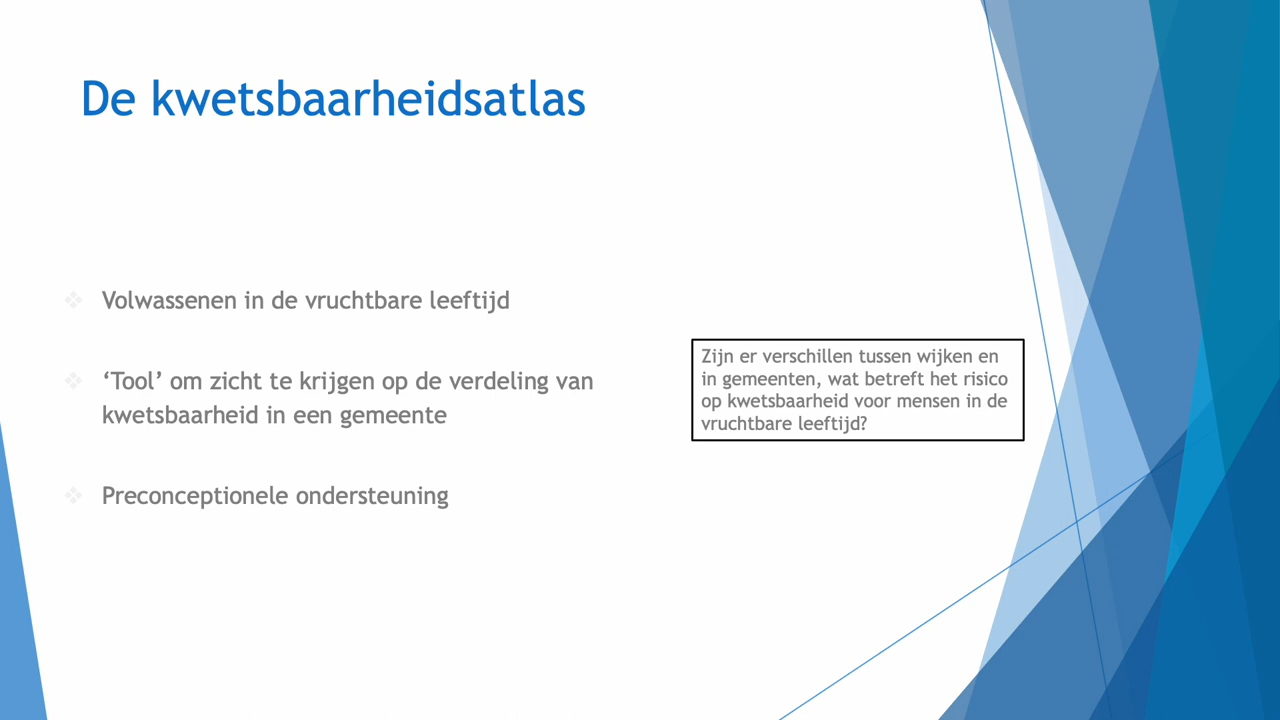 De kwetsbaarheidsatlas
Volwassenen in de vruchtbare leeftijd
‘Tool’ om zicht te krijgen op de verdeling van
kwetsbaarheid in een gemeente
Preconceptionele ondersteuning
Zijn er verschillen tussen wijken en
in gemeenten, wat betreft het risico
op kwetsbaarheid voor mensen in de
vruchtbare leeftijd?